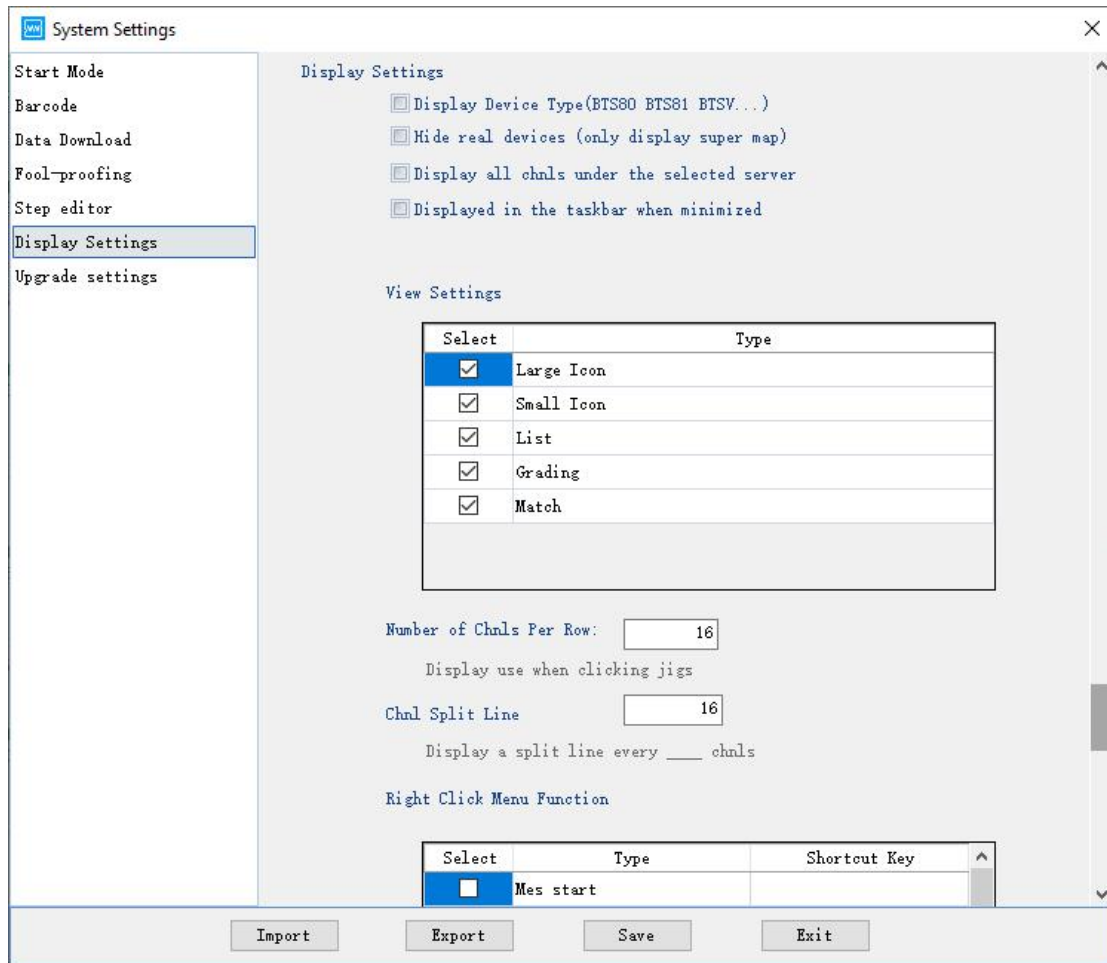 System Settings
Start Mode
Barcode
Data Download
Fool-proofing
Step editor
Display Settings
Upgrade settings
Display Settings
Display Device Type(BTS80 BTS81 BTSV...)
Hide real devices (only display super map)
Display all chnls under the selected server
Displayed in the taskbar when minimized
View Settings
Select Type
Large Icon
Small Icon
List
Grading
Match
Number of Chnls Per Row: 16
Display use when clicking jigs
Chnl Split Line 16
Display a split line every ____ chnls
Right Click Menu Function
Select Type Shortcut Key
Mes start
Import Export Save Exit